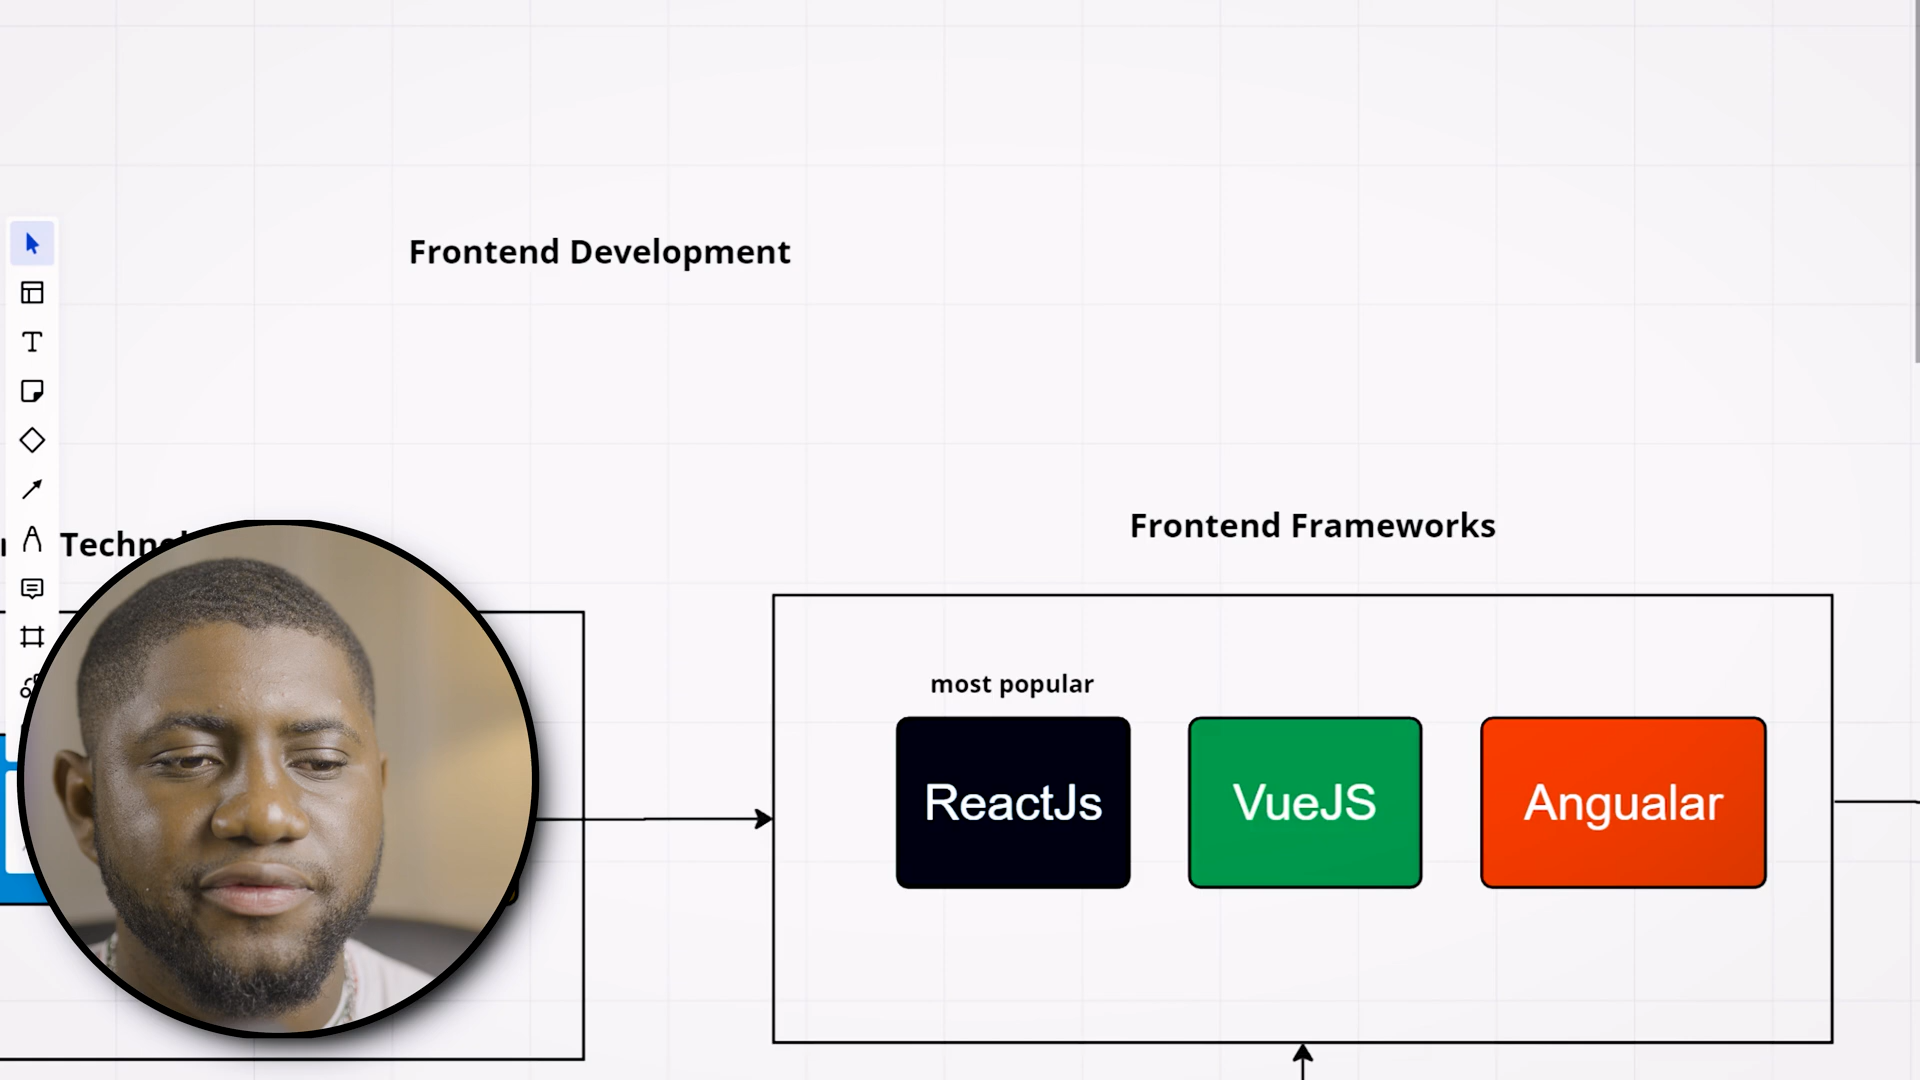 Frontend Development
Frontend Frameworks
most popular
ReactJs
VueJS
Angualar